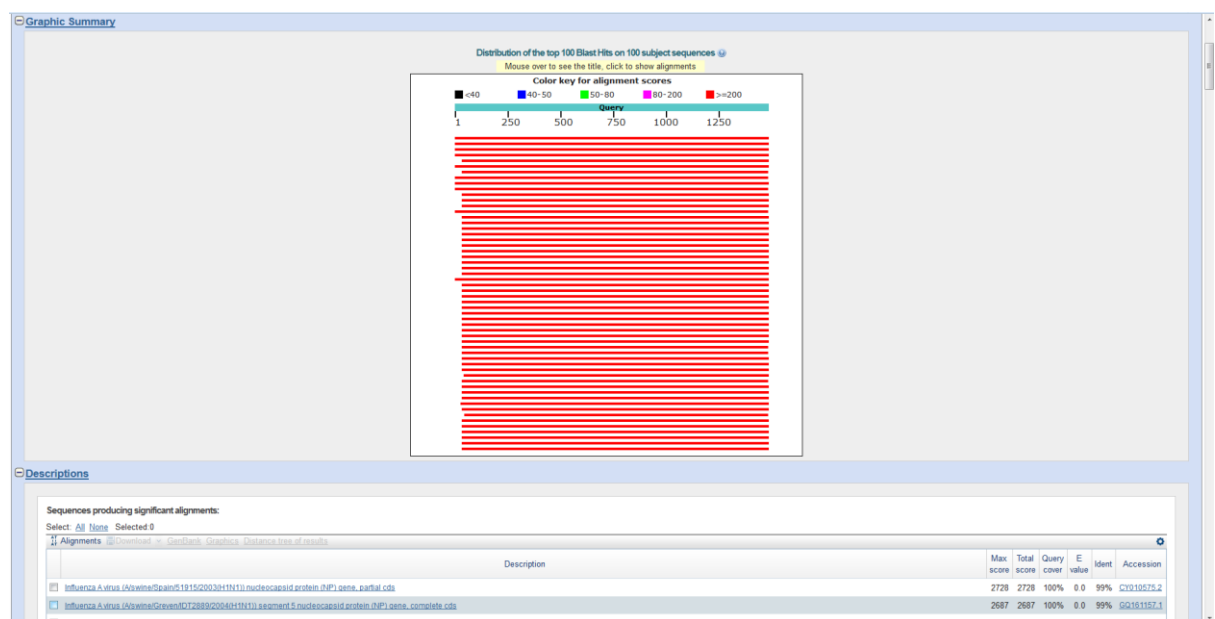 Graphic Summary
Distribution of the top 100 Blast Hits on 100 subject sequences
Mouse over to see the title, click to show alignments
Color key for alignment scores
<40 40-50 50-80 80-200 >=200
Query
1 250 500 750 1000 1250
Descriptions
Sequences producing significant alignments:
Select: All None Selected:0
Alignments Download GenBank Graphics Distance tree of results
Description Max score Total score Query cover E value Ident Accession
Influenza A virus (A/swine/Spain/51915/2003(H1N1)) nucleocapsid protein (NP) gene, partial cds 2728 2728 100% 0.0 99% CY010575.2
Influenza A virus (A/swine/Greven/IDT2889/2004(H1N1)) segment 5 nucleocapsid protein (NP) gene, complete cds 2687 2687 100% 0.0 99% GQ161157.1